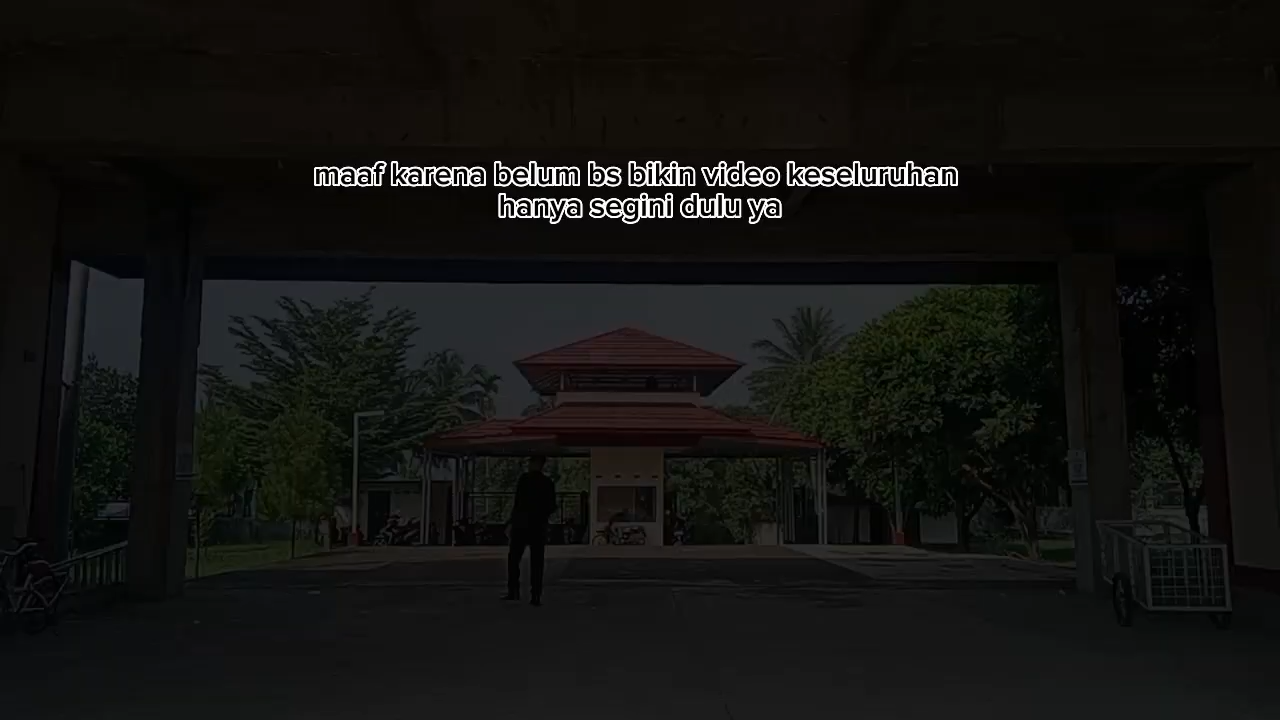 maaf karena belum bs bikin video keseluruhan
hanya segini dulu ya